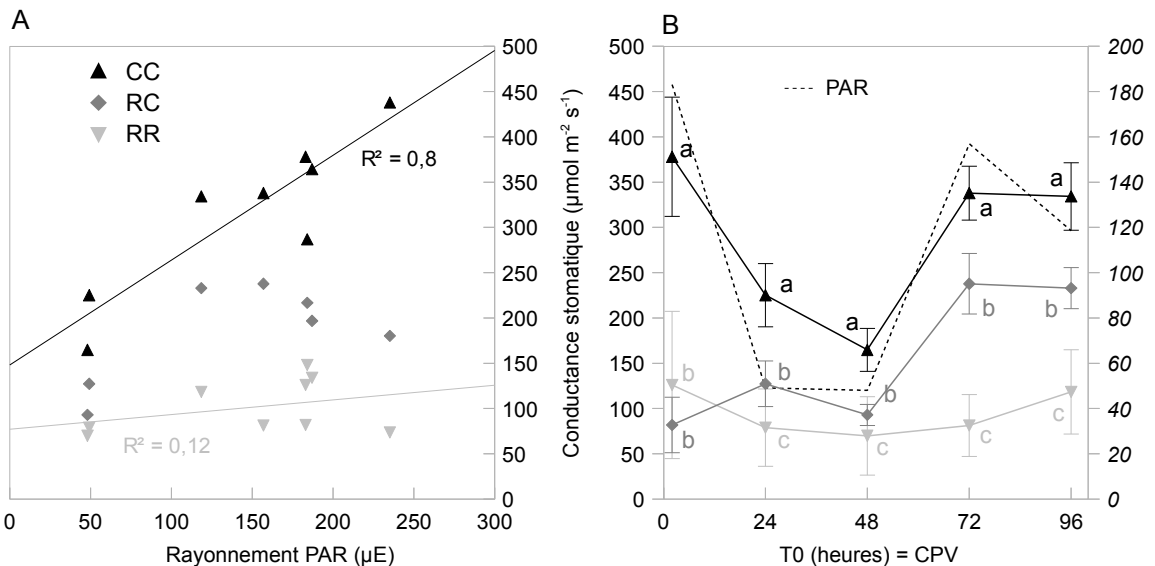 A
B
CC
RC
RR
R² = 0,8
R² = 0,12
500
450
400
350
300
250
200
150
100
50
0
0 50 100 150 200 250 300
Rayonnement PAR (µE)
Conductance stomatique (µmol m⁻² s⁻¹)
500
450
400
350
300
250
200
150
100
50
0
PAR
a
a
a
a
a
b
b
b
b
b
b
c
c
c
c
200
180
160
140
120
100
80
60
40
20
0
0 24 48 72 96
T0 (heures) = CPV